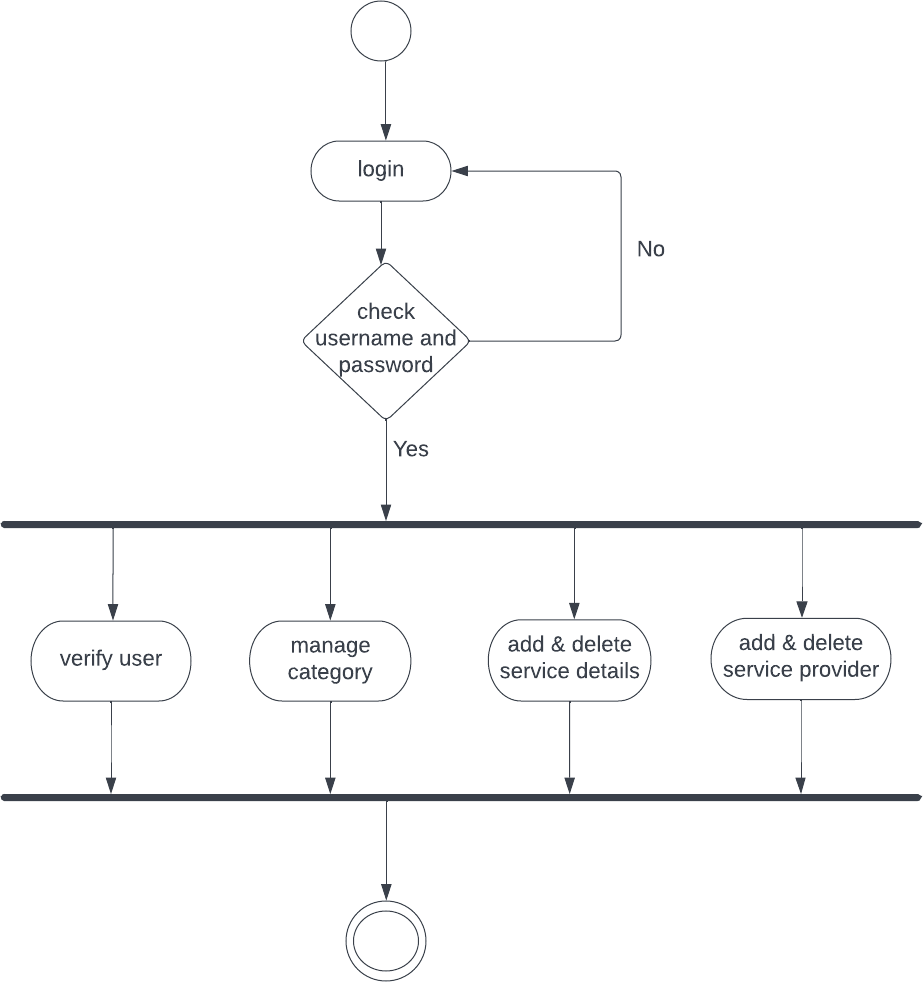 login
No
check
username and
password
Yes
verify user
manage
category
add & delete
service details
add & delete
service provider